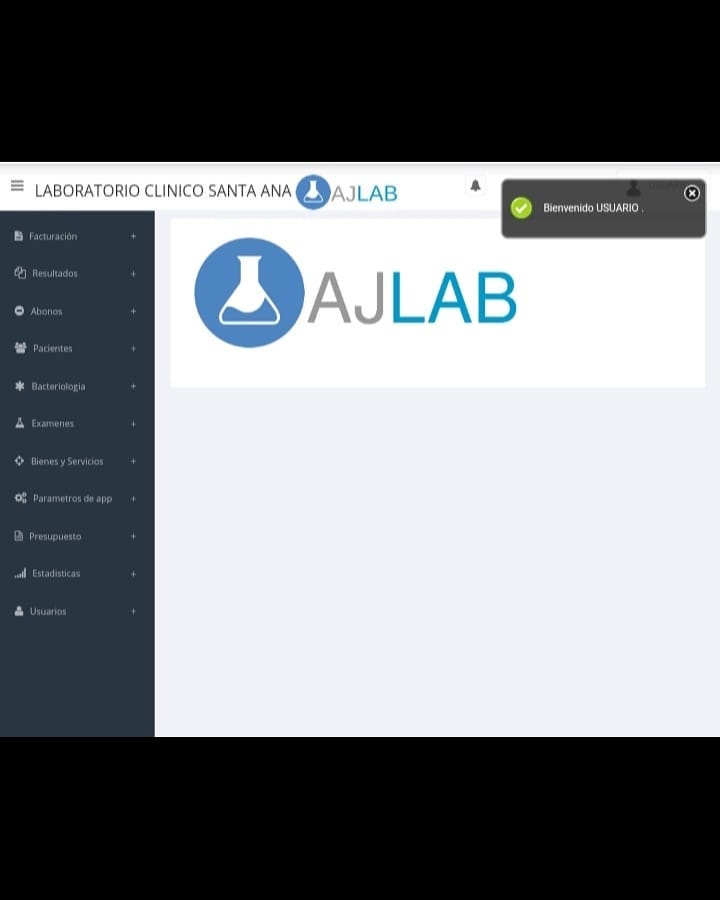 LABORATORIO CLINICO SANTA ANA AJLAB
Bienvenido USUARIO .
Facturación +
Resultados +
Abonos +
Pacientes +
Bacteriologia +
Examenes +
Bienes y Servicios +
Parametros de app +
Presupuesto +
Estadisticas +
Usuarios +
AJLAB